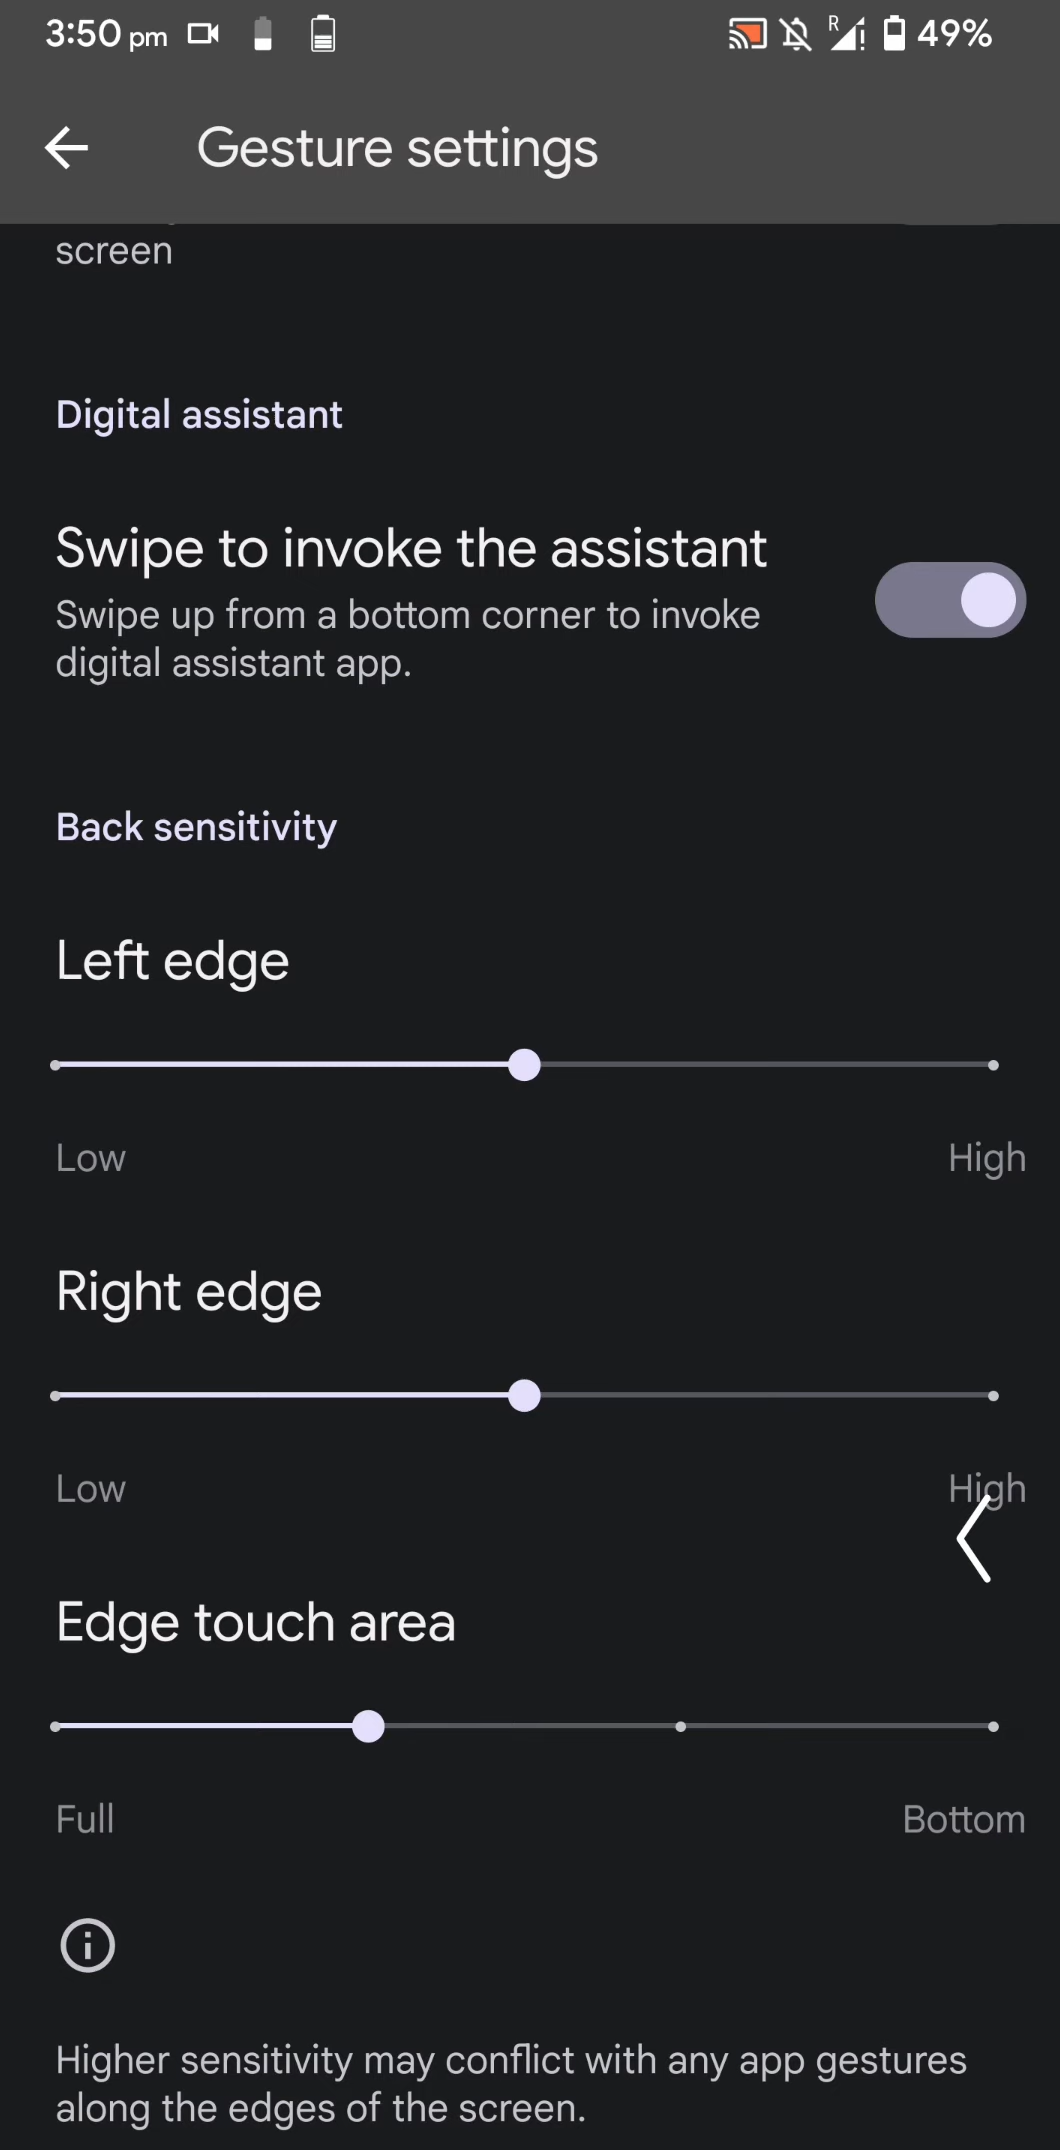 3:50 pm
R
49%
Gesture settings
screen
Digital assistant
Swipe to invoke the assistant
Swipe up from a bottom corner to invoke
digital assistant app.
Back sensitivity
Left edge
Low High
Right edge
Low High
Edge touch area
Full Bottom
Higher sensitivity may conflict with any app gestures
along the edges of the screen.